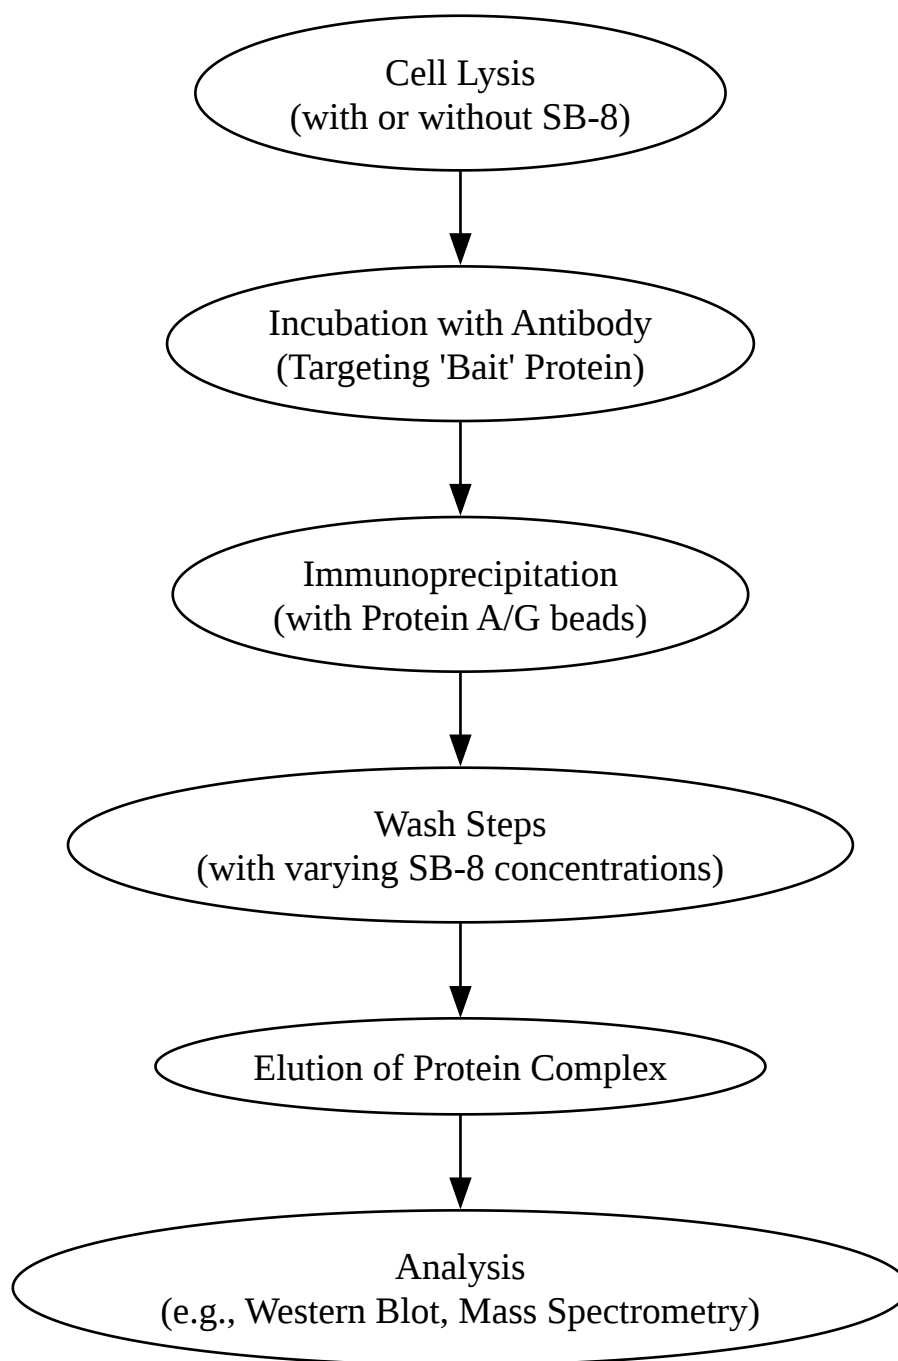 Cell Lysis
(with or without SB-8)
Incubation with Antibody
(Targeting 'Bait' Protein)
Immunoprecipitation
(with Protein A/G beads)
Wash Steps
(with varying SB-8 concentrations)
Elution of Protein Complex
Analysis
(e.g., Western Blot, Mass Spectrometry)